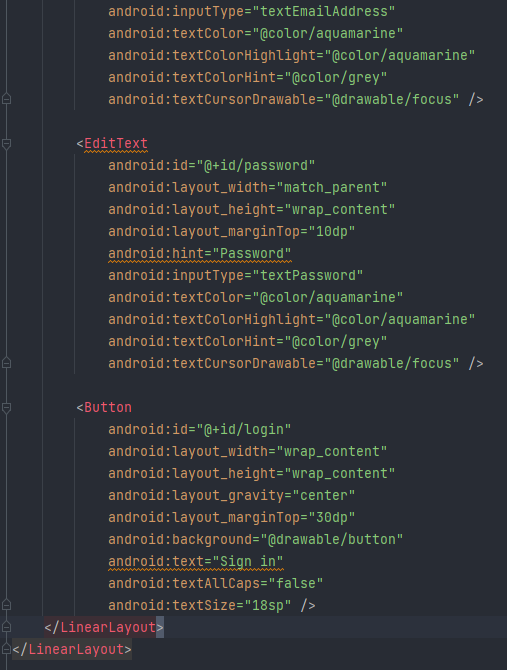 android:inputType="textEmailAddress"
android:textColor="@color/aquamarine"
android:textColorHighlight="@color/aquamarine"
android:textColorHint="@color/grey"
android:textCursorDrawable="@drawable/focus" />
<EditText
android:id="@+id/password"
android:layout_width="match_parent"
android:layout_height="wrap_content"
android:layout_marginTop="10dp"
android:hint="Password"
android:inputType="textPassword"
android:textColor="@color/aquamarine"
android:textColorHighlight="@color/aquamarine"
android:textColorHint="@color/grey"
android:textCursorDrawable="@drawable/focus" />
<Button
android:id="@+id/login"
android:layout_width="wrap_content"
android:layout_height="wrap_content"
android:layout_gravity="center"
android:layout_marginTop="30dp"
android:background="@drawable/button"
android:text="Sign in"
android:textAllCaps="false"
android:textSize="18sp" />
</LinearLayout>
</LinearLayout>